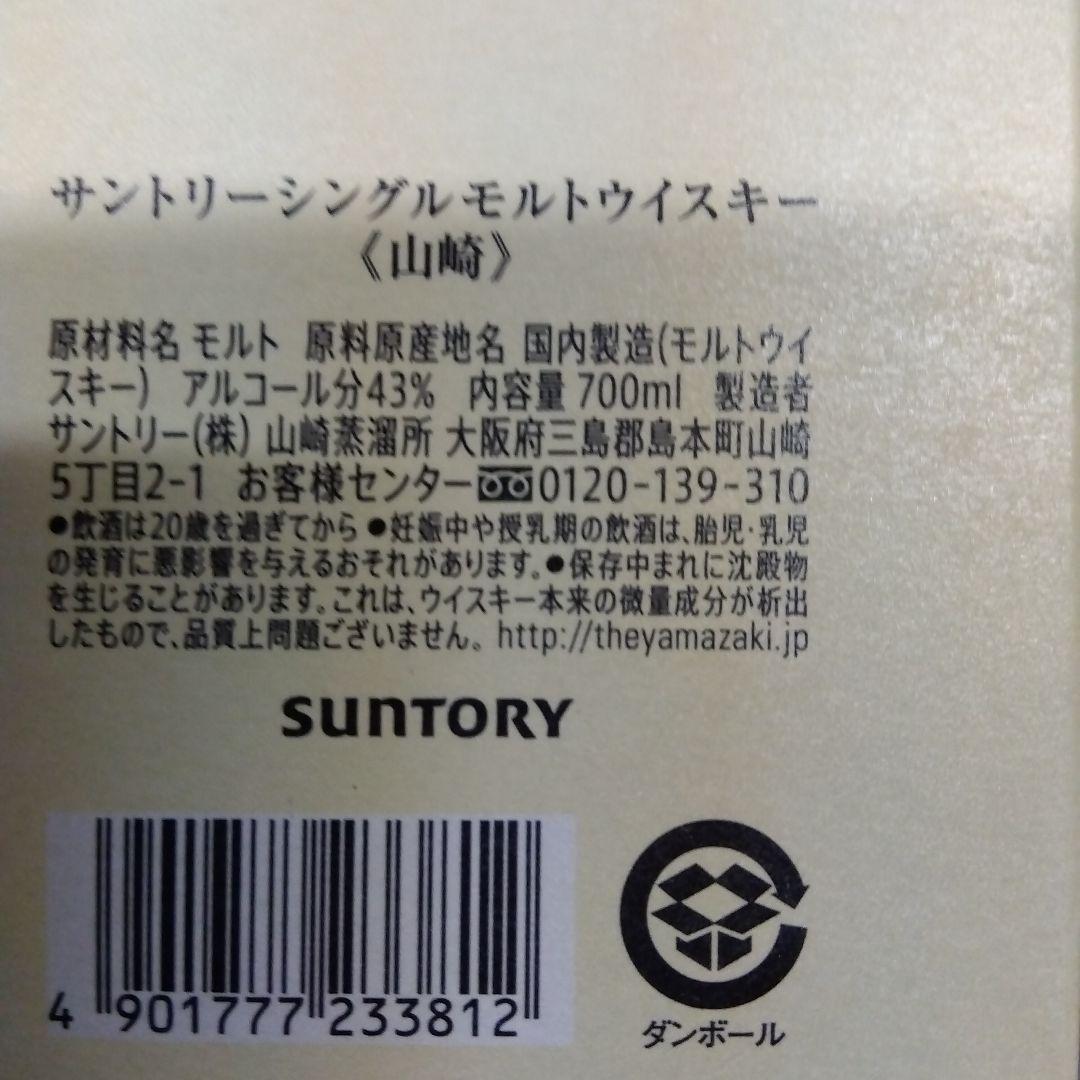 サントリーシングルモルトウイスキー
《山崎》
原材料名 モルト 原料原産地名 国内製造(モルトウイ
スキー) アルコール分43% 内容量 700ml 製造者
サントリー(株) 山崎蒸溜所 大阪府三島郡島本町山崎
5丁目2-1 お客様センター0120-139-310
●飲酒は20歳を過ぎてから ●妊娠中や授乳期の飲酒は、胎児・乳児
の発育に悪影響を与えるおそれがあります。●保存中まれに沈殿物
を生じることがあります。これは、ウイスキー本来の微量成分が析出
したもので、品質上問題ございません。 http://theyamazaki.jp
SUNTORY
4 901777 233812
ダンボール